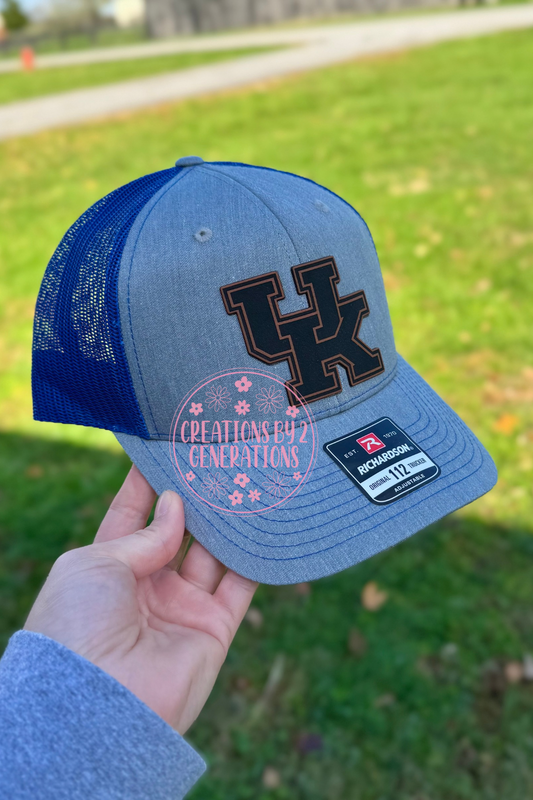 UK
CREATIONS BY 2
GENERATIONS
EST. R 1970
RICHARDSON®
ORIGINAL 112 TRUCKER
ADJUSTABLE